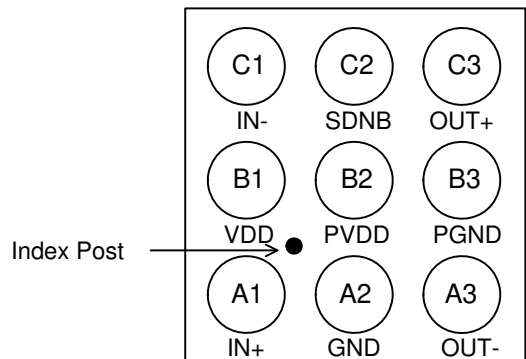 C1 C2 C3
IN- SDNB OUT+
B1 B2 B3
VDD PVDD PGND
Index Post
A1 A2 A3
IN+ GND OUT-